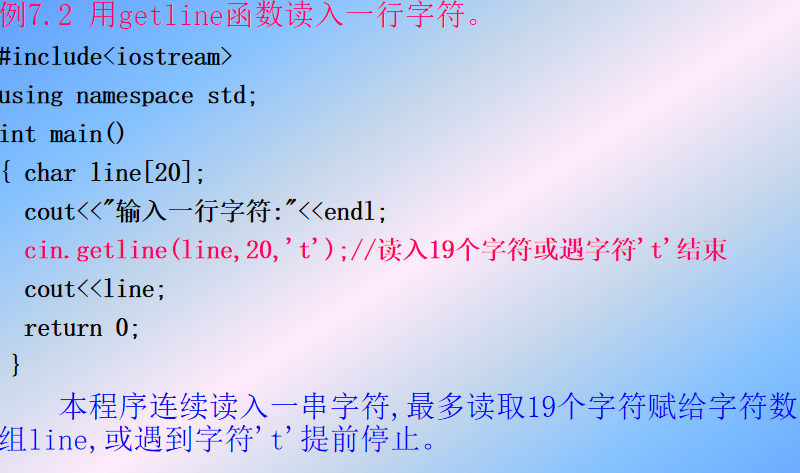 例7.2 用getline函数读入一行字符。
#include<iostream>
using namespace std;
int main()
{ char line[20];
cout<<"输入一行字符:"<<endl;
cin.getline(line,20,'t');//读入19个字符或遇字符't'结束
cout<<line;
return 0;
}
本程序连续读入一串字符,最多读取19个字符赋给字符数
组line,或遇到字符't'提前停止。